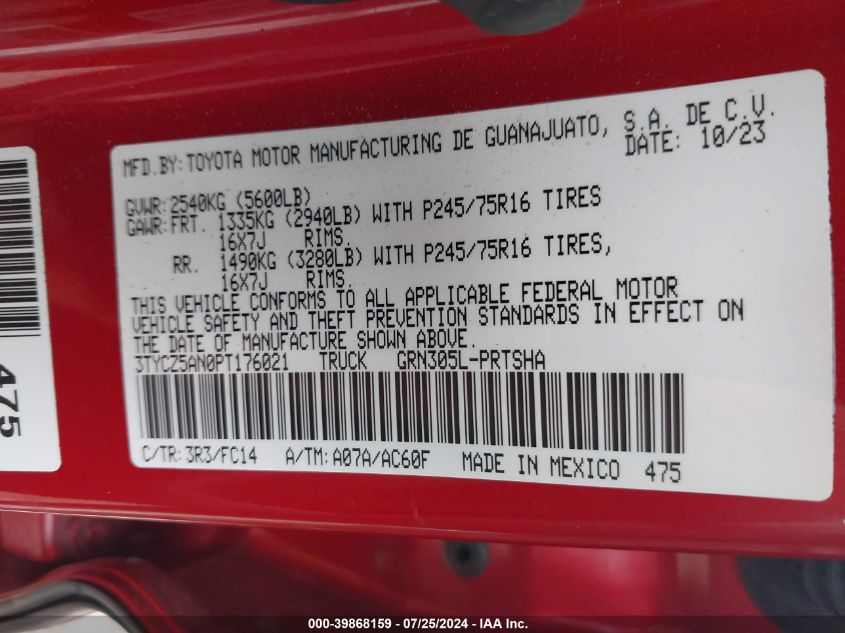 MFD.BY:TOYOTA MOTOR MANUFACTURING DE GUANAJUATO, S.A. DE C.V.
DATE: 10/23
GVWR:2540KG (5600LB)
GAWR:FRT. 1335KG (2940LB) WITH P245/75R16 TIRES
16X7J RIMS.
RR. 1490KG (3280LB) WITH P245/75R16 TIRES,
16X7J RIMS.
THIS VEHICLE CONFORMS TO ALL APPLICABLE FEDERAL MOTOR
VEHICLE SAFETY AND THEFT PREVENTION STANDARDS IN EFFECT ON
THE DATE OF MANUFACTURE SHOWN ABOVE.
3TYCZ5AN0PT176021 TRUCK GRN305L-PRTSHA
C/TR: 3R3/FC14 A/TM: A07A/AC60F MADE IN MEXICO 475
475
000-39868159 - 07/25/2024 - IAA Inc.